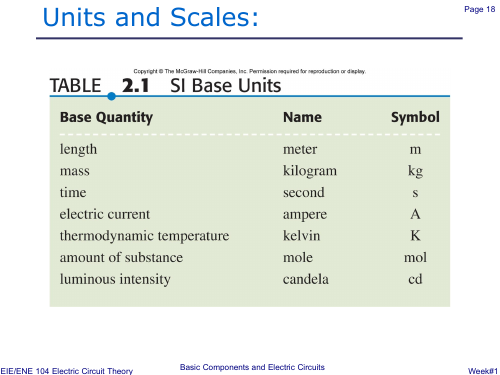 Units and Scales:
Page 18
Copyright © The McGraw-Hill Companies, Inc. Permission required for reproduction or display.
TABLE 2.1 SI Base Units
Base Quantity Name Symbol
length meter m
mass kilogram kg
time second s
electric current ampere A
thermodynamic temperature kelvin K
amount of substance mole mol
luminous intensity candela cd
EIE/ENE 104 Electric Circuit Theory
Basic Components and Electric Circuits
Week#1